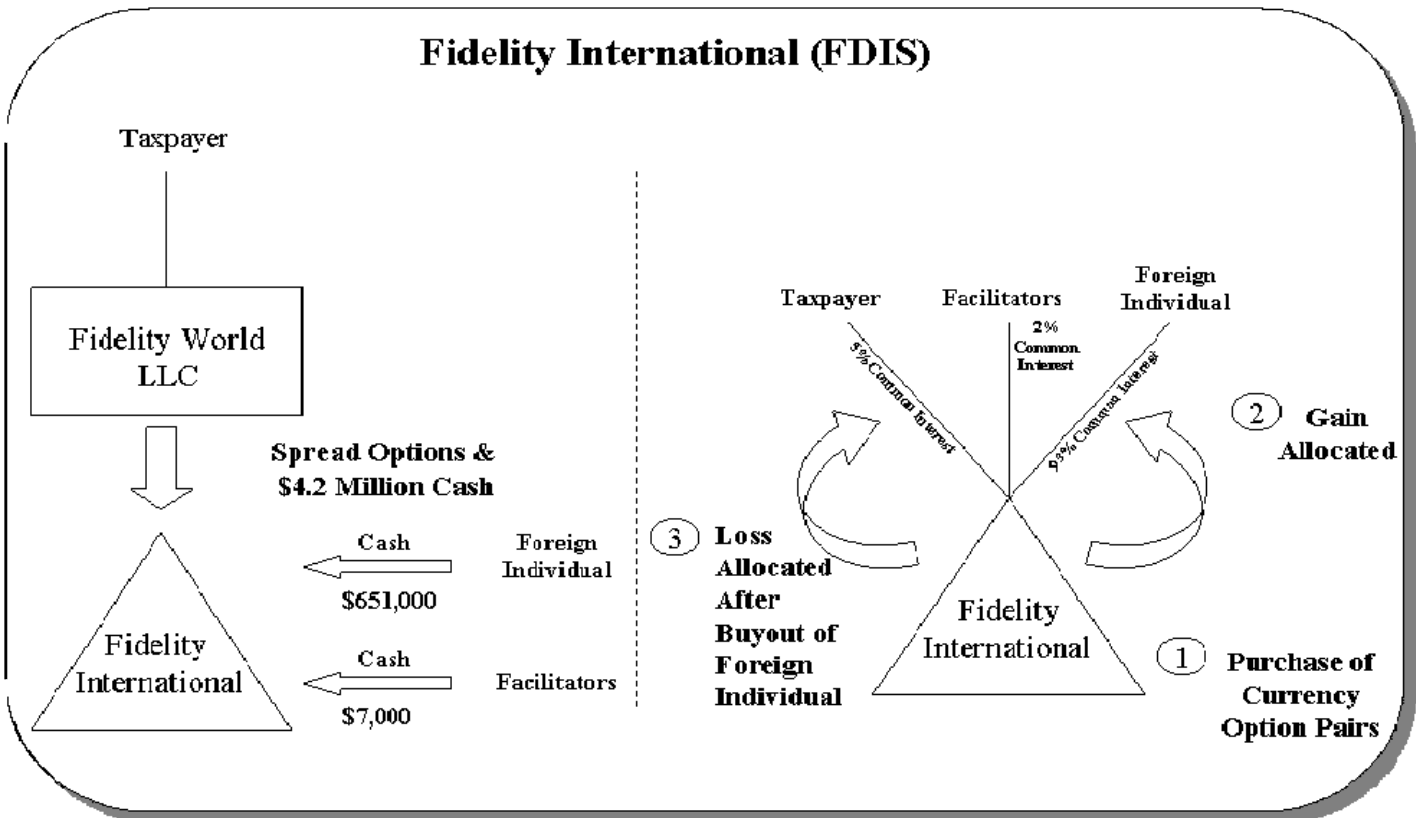 Fidelity International (FDIS)
Taxpayer
Fidelity World
LLC
Spread Options &
$4.2 Million Cash
Cash
$651,000
Foreign
Individual
Fidelity
International
Cash
$7,000
Facilitators
Taxpayer
Facilitators
Foreign
Individual
5% Common Interest
2%
Common
Interest
93% Common Interest
2
Gain
Allocated
3
Loss
Allocated
After
Buyout of
Foreign
Individual
Fidelity
International
1
Purchase of
Currency
Option Pairs